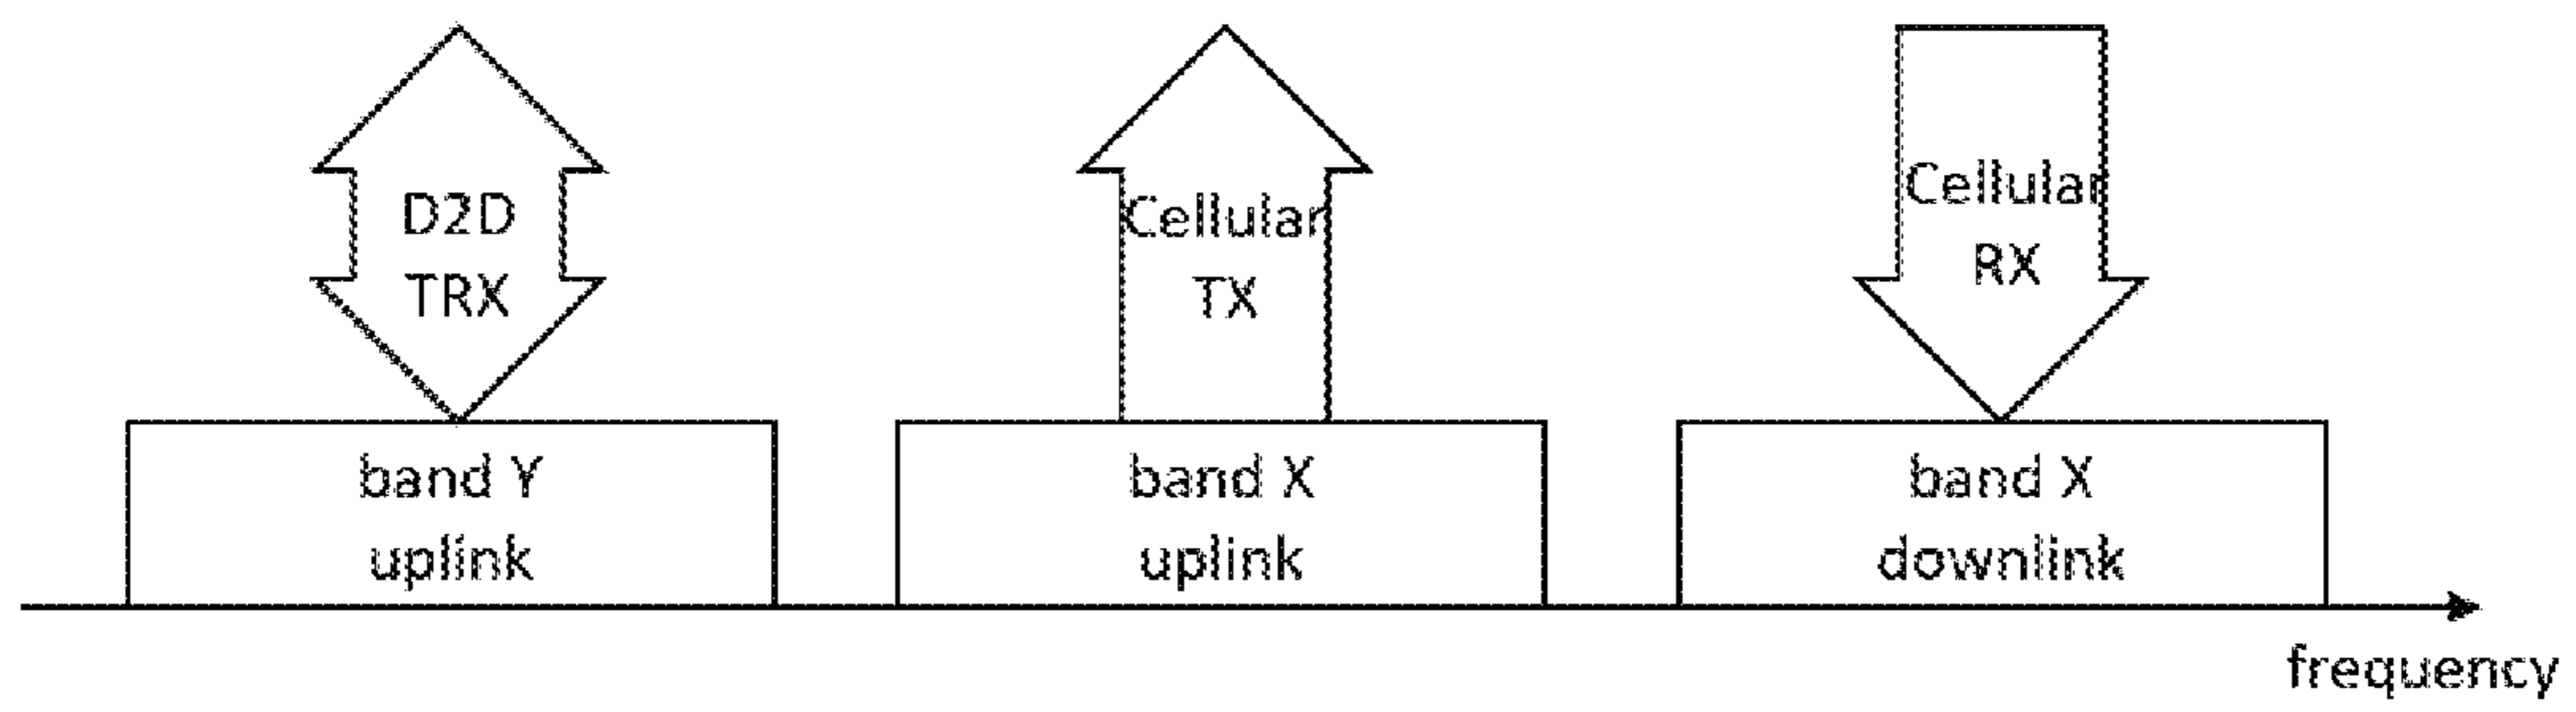 D2D
TRX
Cellular
TX
Cellular
RX
band Y
uplink
band X
uplink
band X
downlink
frequency